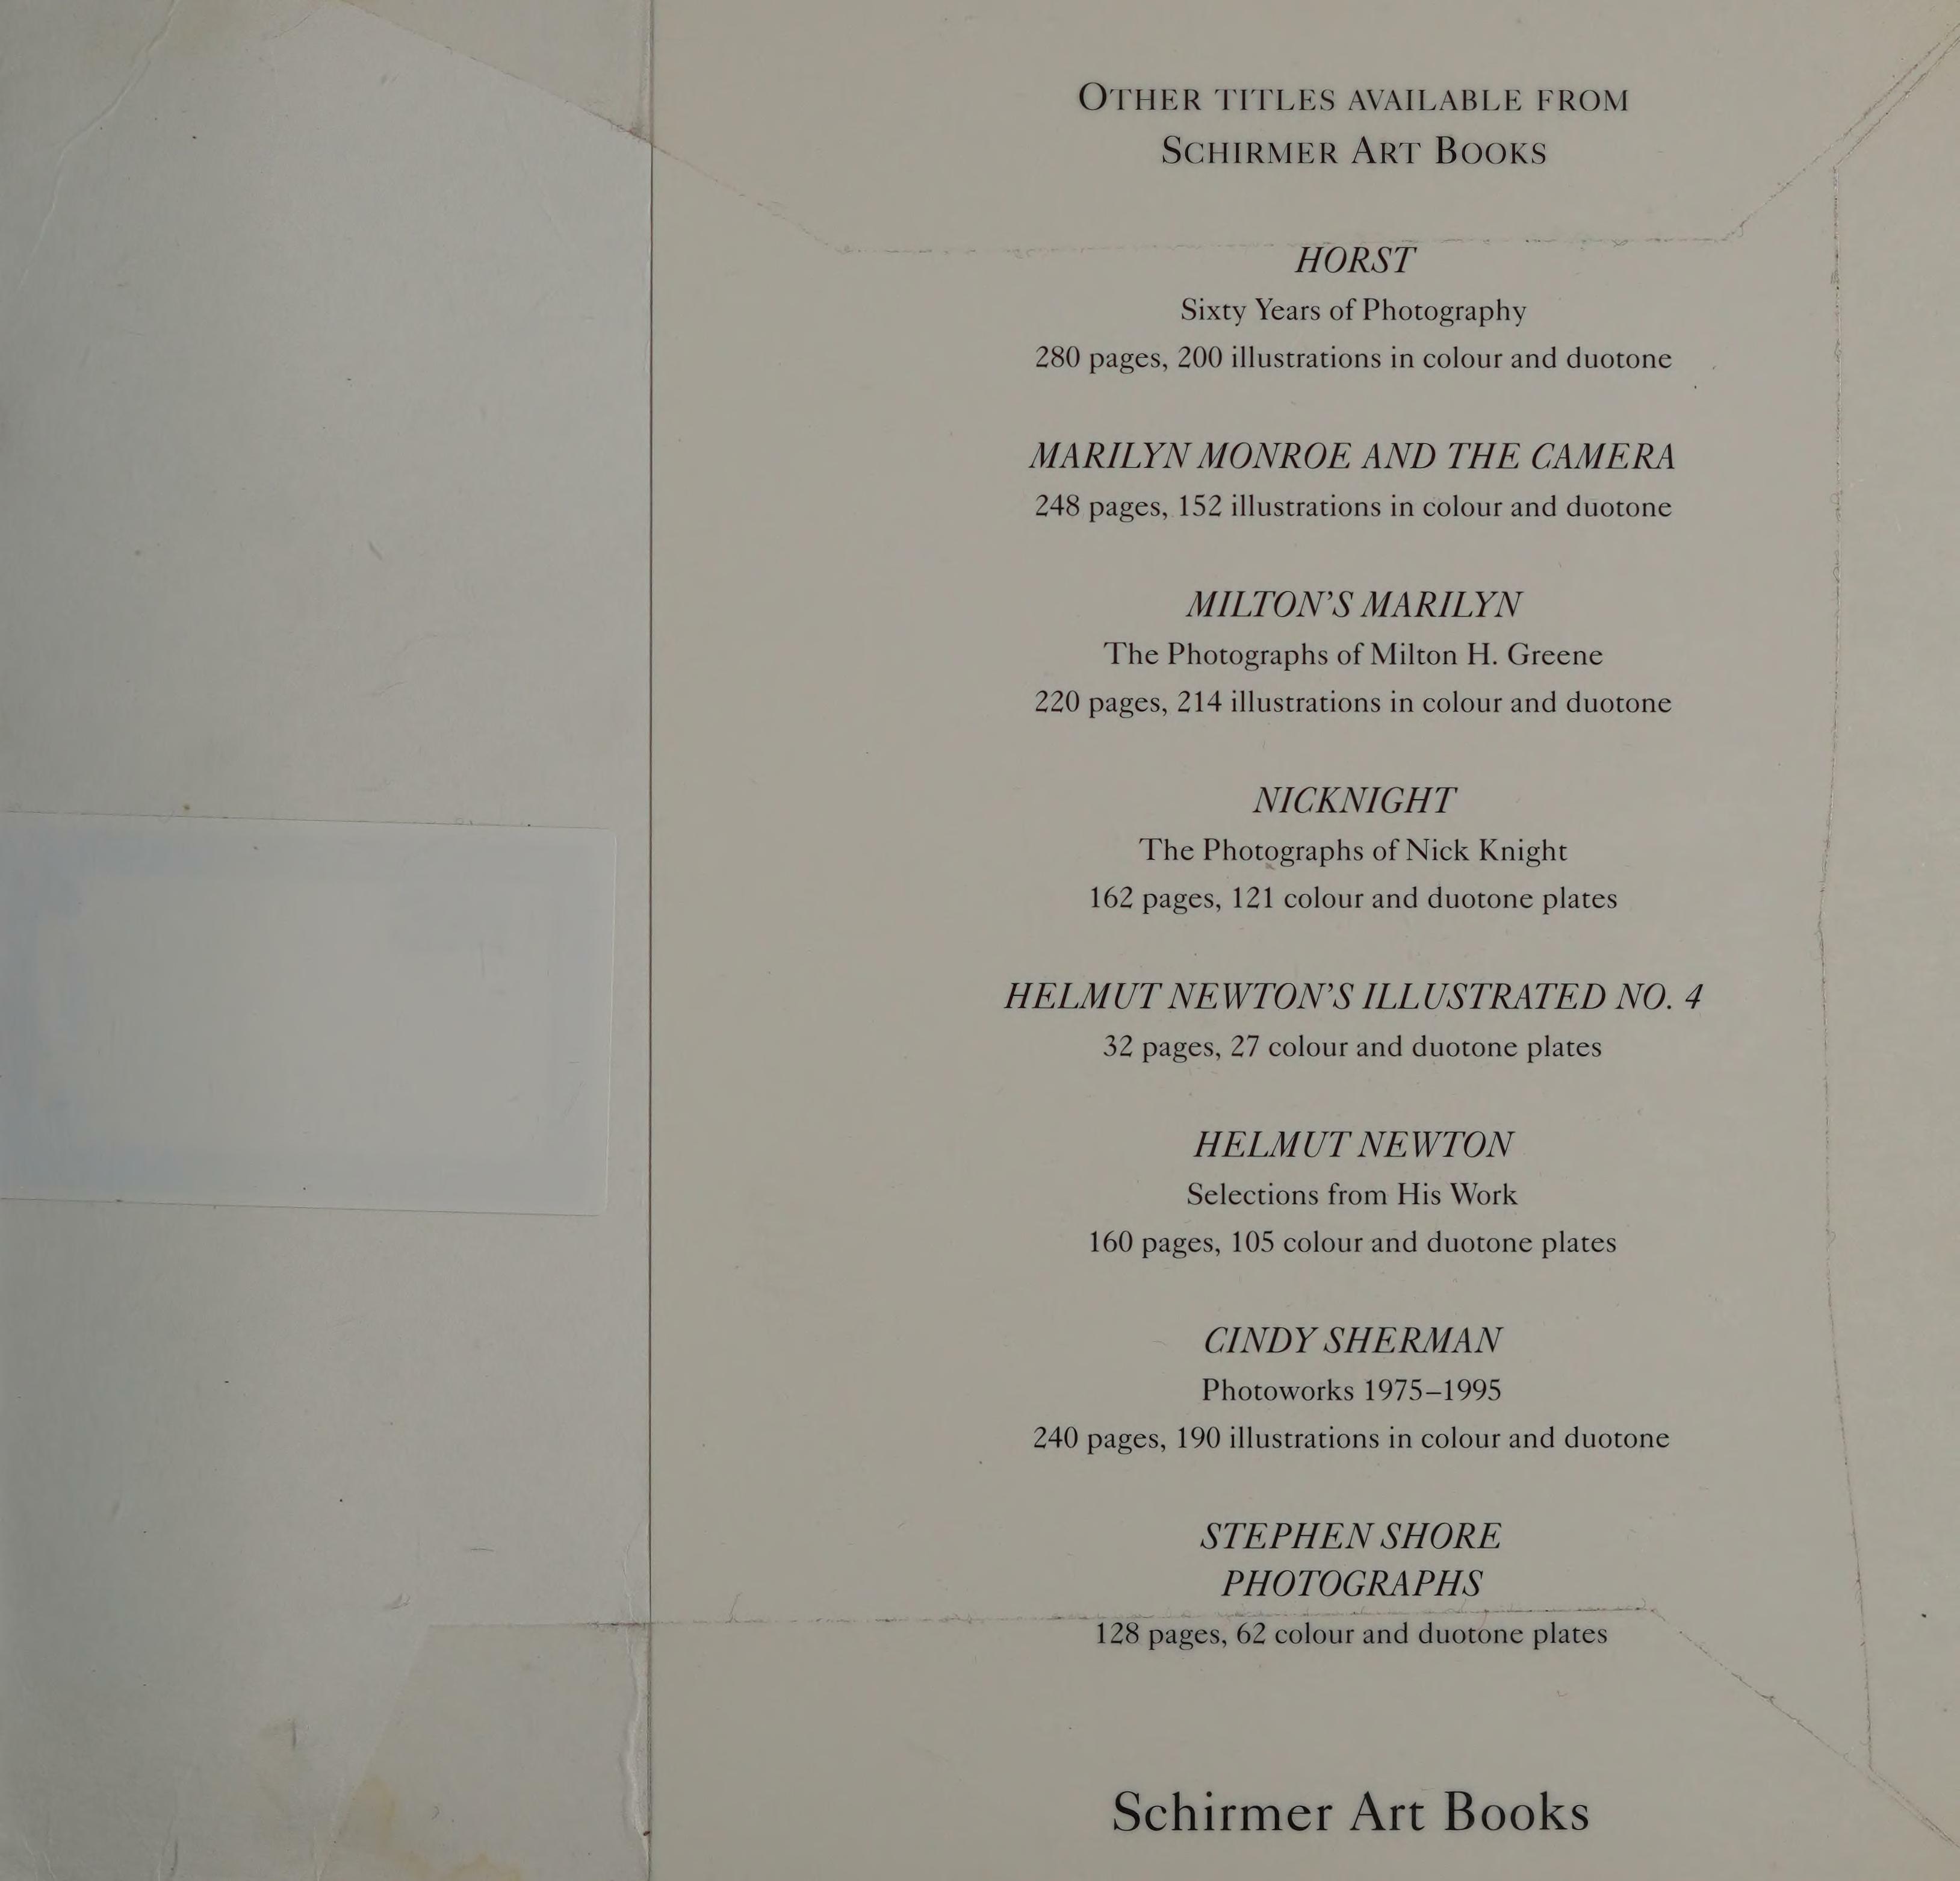 OTHER TITLES AVAILABLE FROM
SCHIRMER ART BOOKS
HORST
Sixty Years of Photography
280 pages, 200 illustrations in colour and duotone
MARILYN MONROE AND THE CAMERA
248 pages, 152 illustrations in colour and duotone
MILTON’S MARILYN
The Photographs of Milton H. Greene
220 pages, 214 illustrations in colour and duotone
NICKNIGHT
The Photographs of Nick Knight
162 pages, 121 colour and duotone plates
HELMUT NEWTON’S ILLUSTRATED NO. 4
32 pages, 27 colour and duotone plates
HELMUT NEWTON
Selections from His Work
160 pages, 105 colour and duotone plates
CINDY SHERMAN
Photoworks 1975–1995
240 pages, 190 illustrations in colour and duotone
STEPHEN SHORE
PHOTOGRAPHS
128 pages, 62 colour and duotone plates
Schirmer Art Books